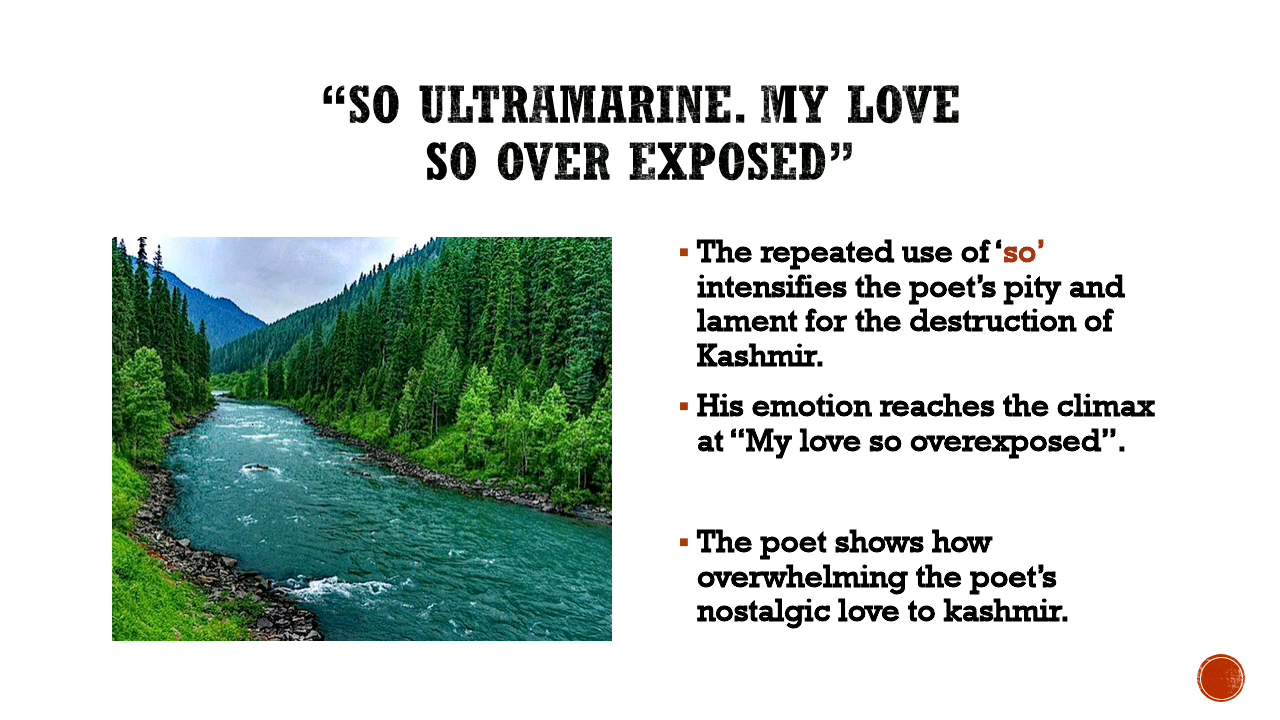 “SO ULTRAMARINE. MY LOVE
SO OVER EXPOSED”
▪ The repeated use of ‘so’
intensifies the poet’s pity and
lament for the destruction of
Kashmir.
▪ His emotion reaches the climax
at “My love so overexposed”.
▪ The poet shows how
overwhelming the poet’s
nostalgic love to kashmir.